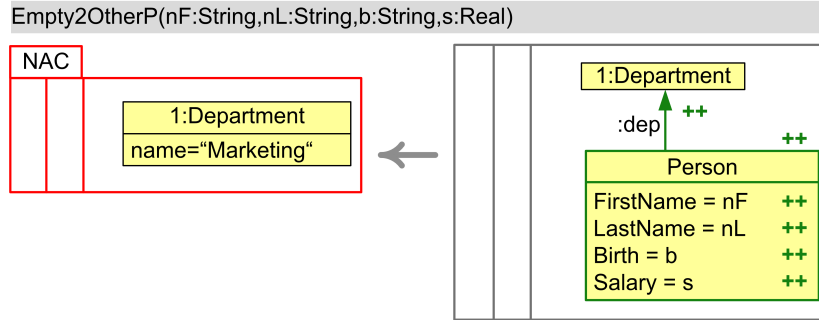 Empty2OtherP(nF:String,nL:String,b:String,s:Real)
NAC
1:Department
name=“Marketing“
1:Department
:dep ++
++
Person
FirstName = nF ++
LastName = nL ++
Birth = b ++
Salary = s ++